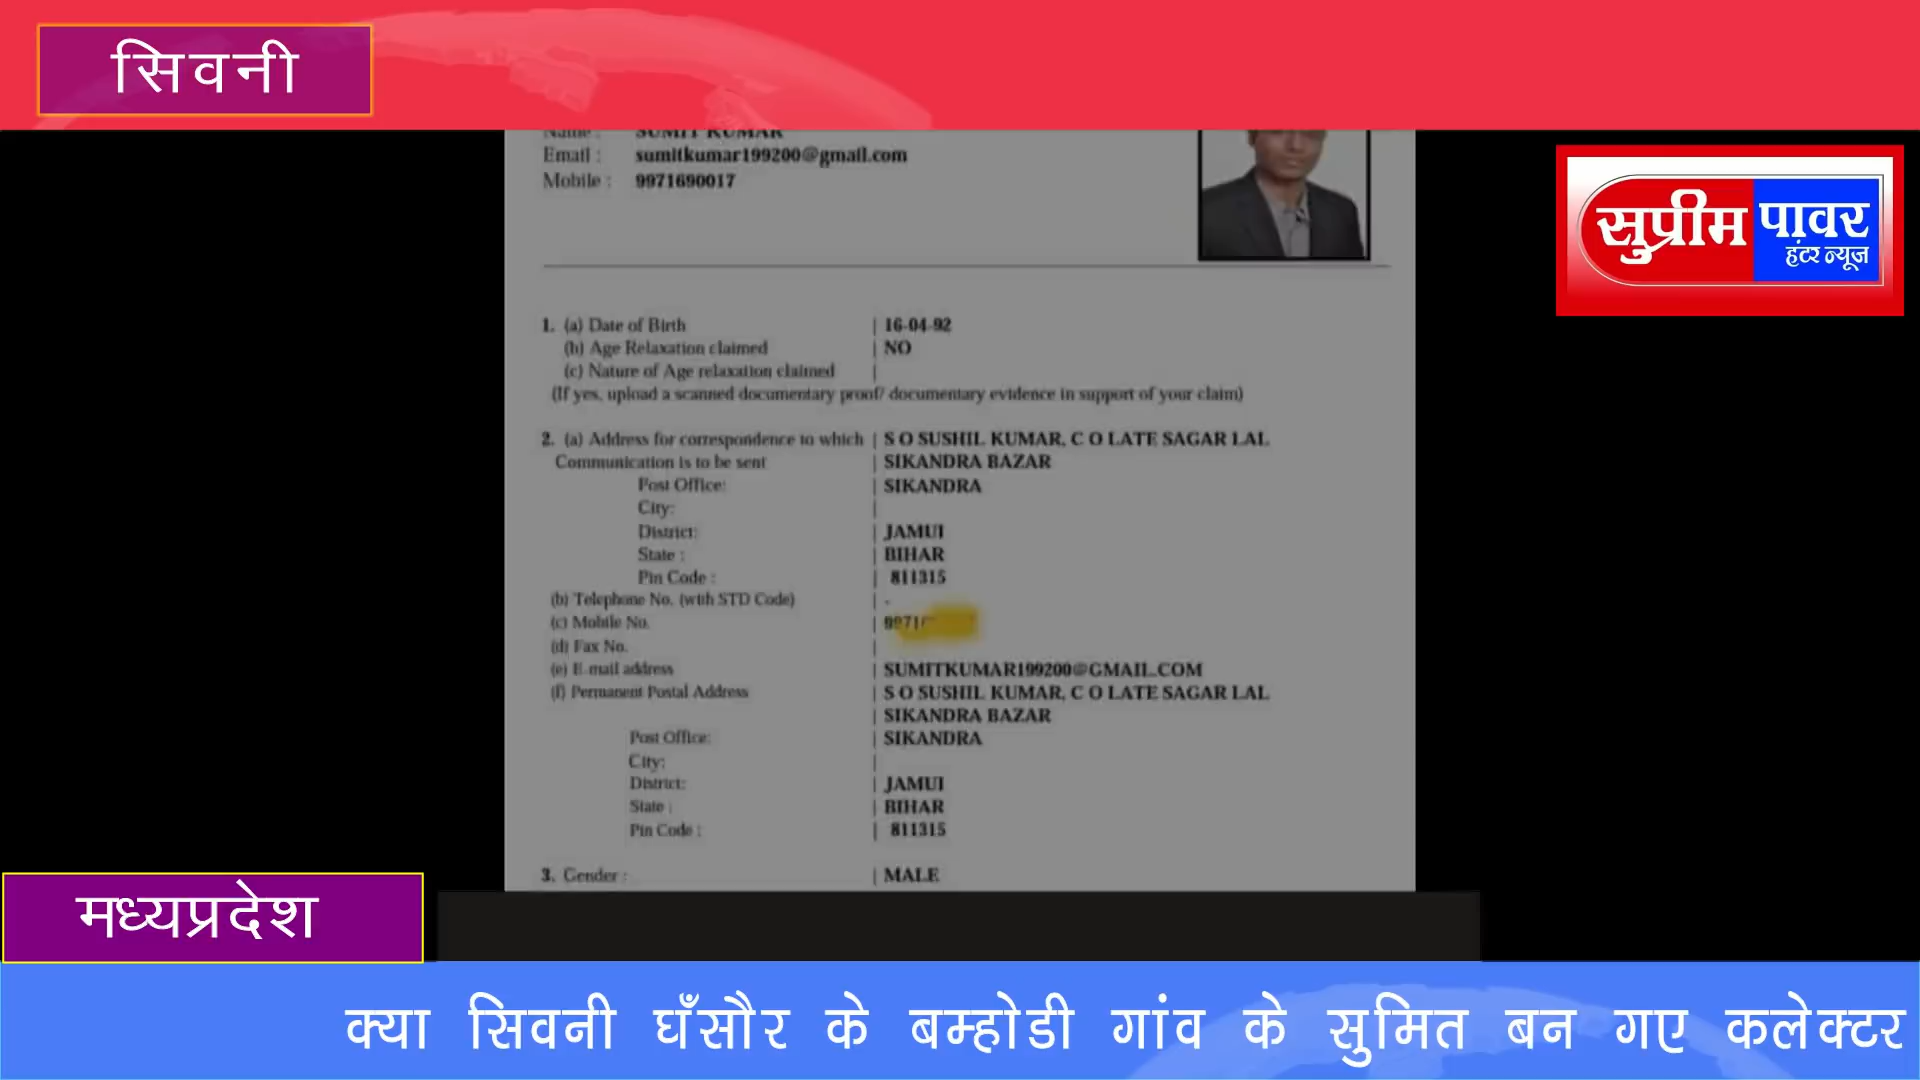 सिवनी
Name : SUMIT KUMAR
Email : sumitkumar199200@gmail.com
Mobile : 9971690017
सुप्रीम पावर
हंटर न्यूज
1. (a) Date of Birth | 16-04-92
(b) Age Relaxation claimed | NO
(c) Nature of Age relaxation claimed |
(If yes, upload a scanned documentary proof/ documentary evidence in support of your claim)
2. (a) Address for correspondence to which | S O SUSHIL KUMAR, C O LATE SAGAR LAL
Communication is to be sent | SIKANDRA BAZAR
Post Office: | SIKANDRA
City: |
District: | JAMUI
State : | BIHAR
Pin Code : | 811315
(b) Telephone No. (with STD Code) | -
(c) Mobile No. | 9971
(d) Fax No. |
(e) E-mail address | SUMITKUMAR199200@GMAIL.COM
(f) Permanent Postal Address | S O SUSHIL KUMAR, C O LATE SAGAR LAL
| SIKANDRA BAZAR
Post Office: | SIKANDRA
City: |
District: | JAMUI
State : | BIHAR
Pin Code : | 811315
3. Gender : | MALE
मध्यप्रदेश
क्या सिवनी घँसौर के बम्होडी गांव के सुमित बन गए कलेक्टर